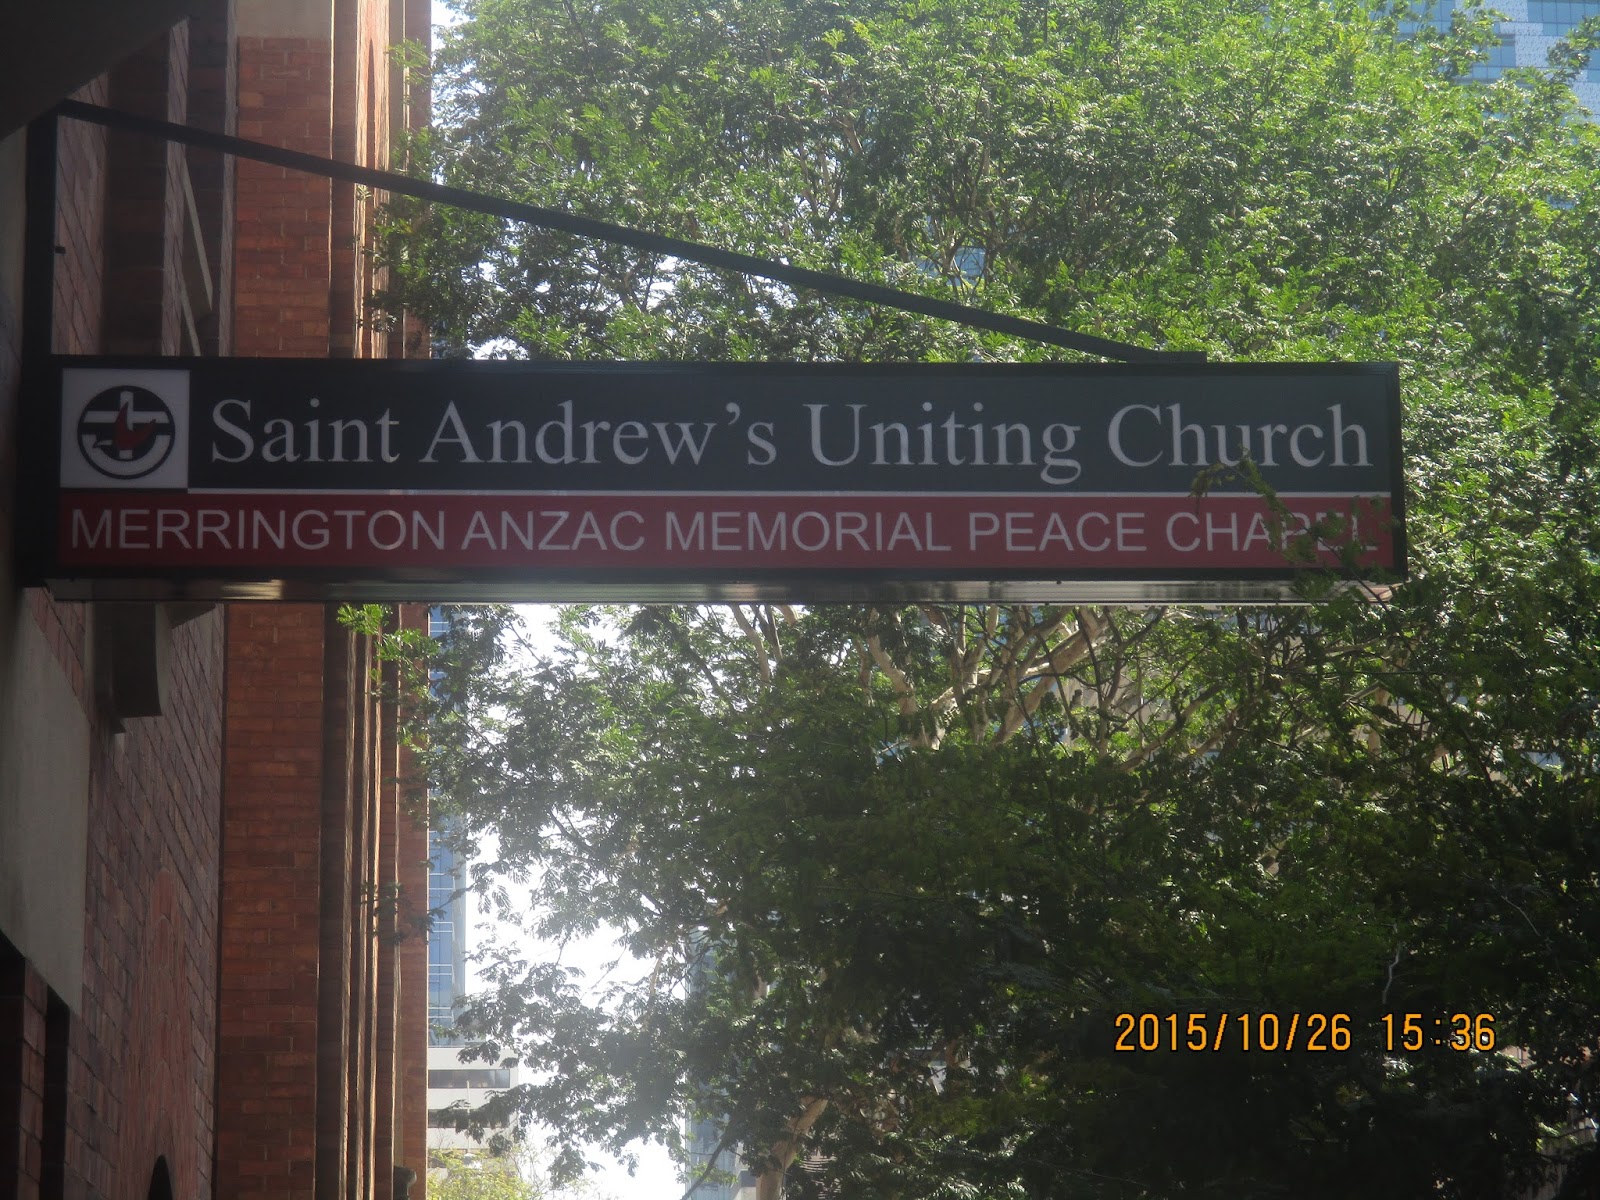 Saint Andrew’s Uniting Church
MERRINGTON ANZAC MEMORIAL PEACE CHAPEL
2015/10/26 15:36